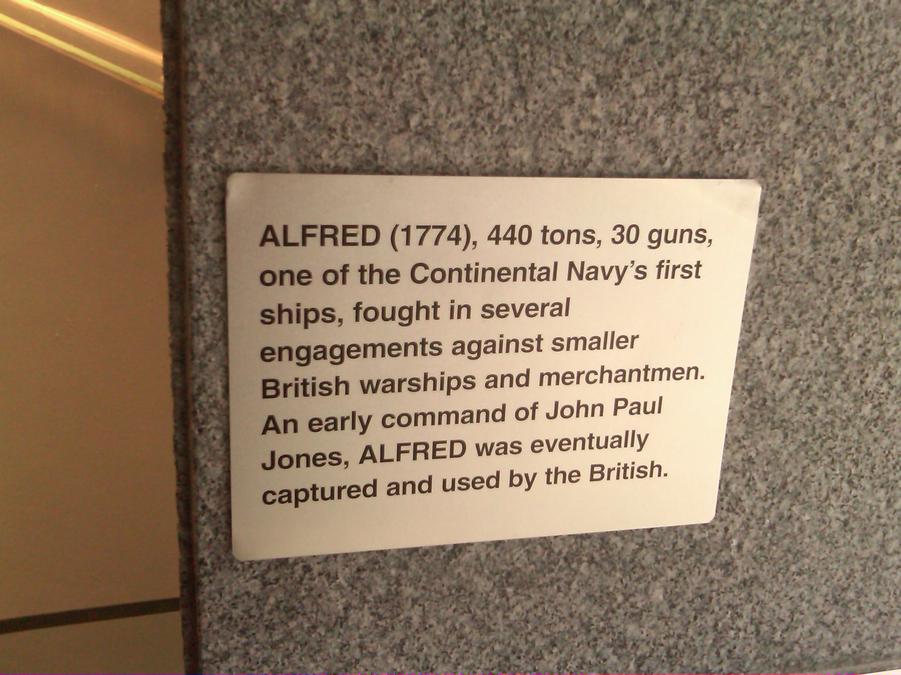 ALFRED (1774), 440 tons, 30 guns,
one of the Continental Navy's first
ships, fought in several
engagements against smaller
British warships and merchantmen.
An early command of John Paul
Jones, ALFRED was eventually
captured and used by the British.